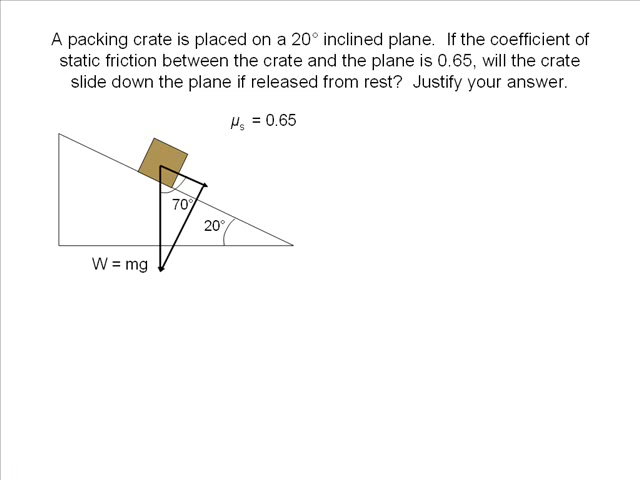 A packing crate is placed on a 20° inclined plane. If the coefficient of
static friction between the crate and the plane is 0.65, will the crate
slide down the plane if released from rest? Justify your answer.
μs = 0.65
70°
20°
W = mg